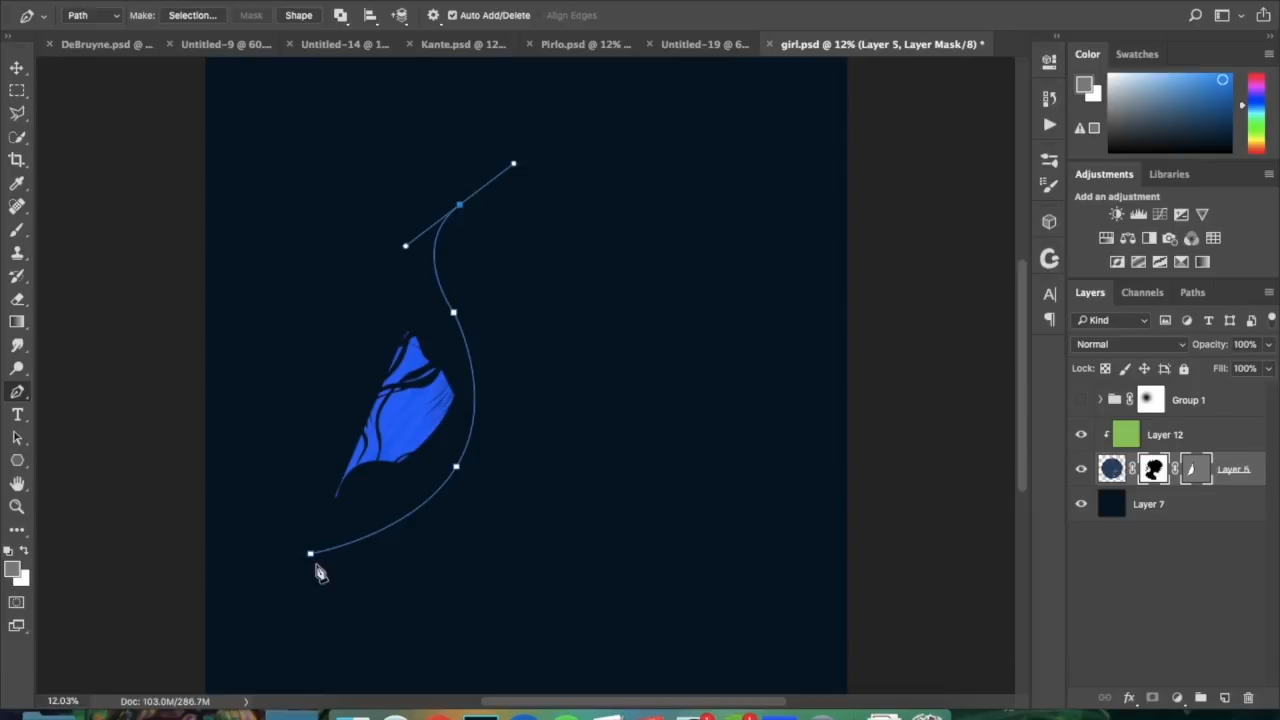 Path Make: Selection... Mask Shape Auto Add/Delete Align Edges
DeBruyne.psd @ ... Untitled-9 @ 60.... Untitled-14 @ 1... Kante.psd @ 12... Pirlo.psd @ 12% ... Untitled-19 @ 6... girl.psd @ 12% (Layer 5, Layer Mask/8) *
Color Swatches
Adjustments Libraries
Add an adjustment
Layers Channels Paths
Kind
Normal Opacity: 100%
Lock: Fill: 100%
Group 1
Layer 12
Layer 5
Layer 7
12.03% Doc: 103.0M/286.7M